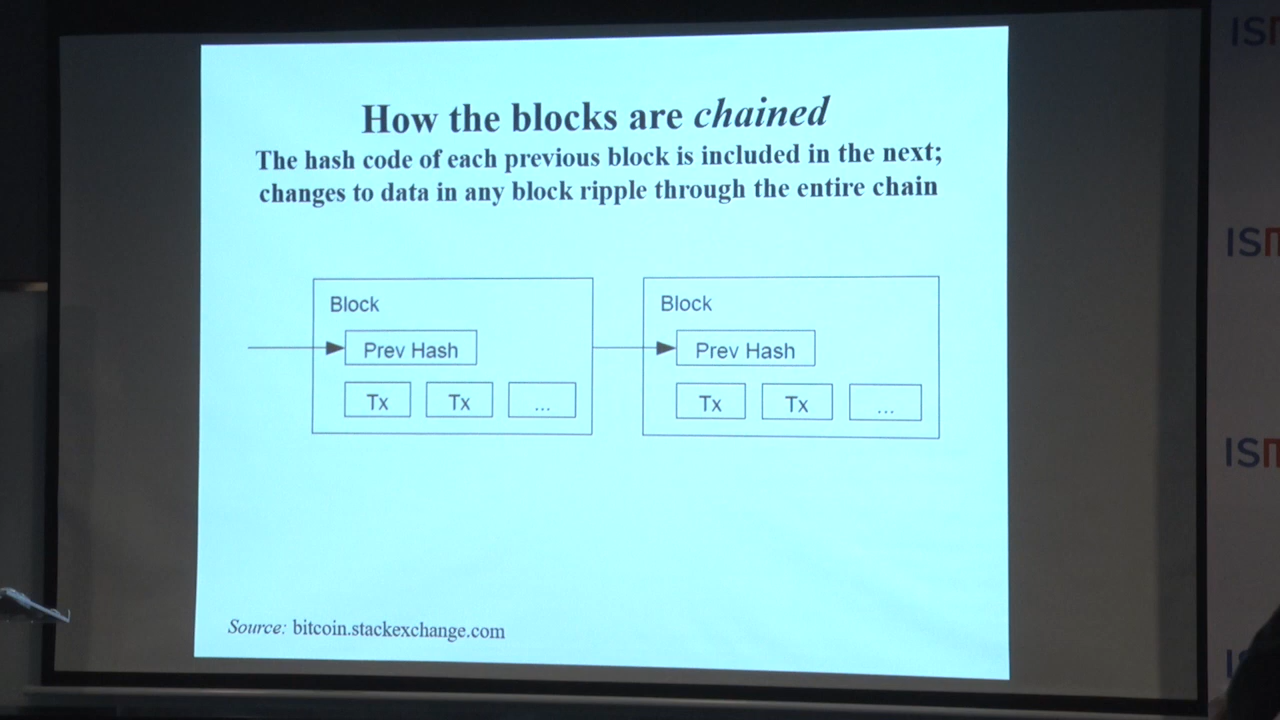 How the blocks are chained
The hash code of each previous block is included in the next;
changes to data in any block ripple through the entire chain
Block
Prev Hash
Tx Tx ...
Block
Prev Hash
Tx Tx ...
Source: bitcoin.stackexchange.com